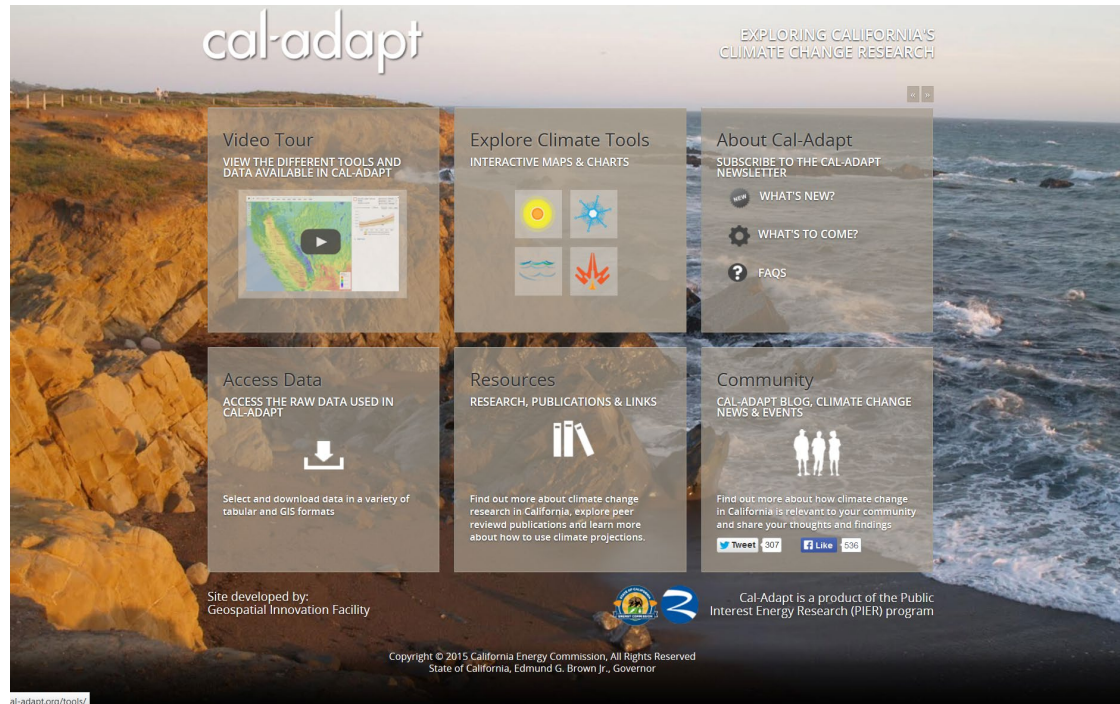 cal-adapt
EXPLORING CALIFORNIA'S
CLIMATE CHANGE RESEARCH
« »
Video Tour
VIEW THE DIFFERENT TOOLS AND
DATA AVAILABLE IN CAL-ADAPT
Explore Climate Tools
INTERACTIVE MAPS & CHARTS
About Cal-Adapt
SUBSCRIBE TO THE CAL-ADAPT
NEWSLETTER
NEW WHAT'S NEW?
WHAT'S TO COME?
? FAQS
Access Data
ACCESS THE RAW DATA USED IN
CAL-ADAPT
Select and download data in a variety of
tabular and GIS formats
Resources
RESEARCH, PUBLICATIONS & LINKS
Find out more about climate change
research in California, explore peer
reviewd publications and learn more
about how to use climate projections.
Community
CAL-ADAPT BLOG, CLIMATE CHANGE
NEWS & EVENTS
Find out more about how climate change
in California is relevant to your community
and share your thoughts and findings
Tweet 307 Like 536
Site developed by:
Geospatial Innovation Facility
Cal-Adapt is a product of the Public
Interest Energy Research (PIER) program
Copyright © 2015 California Energy Commission, All Rights Reserved
State of California, Edmund G. Brown Jr., Governor
al-adapt.org/tools/